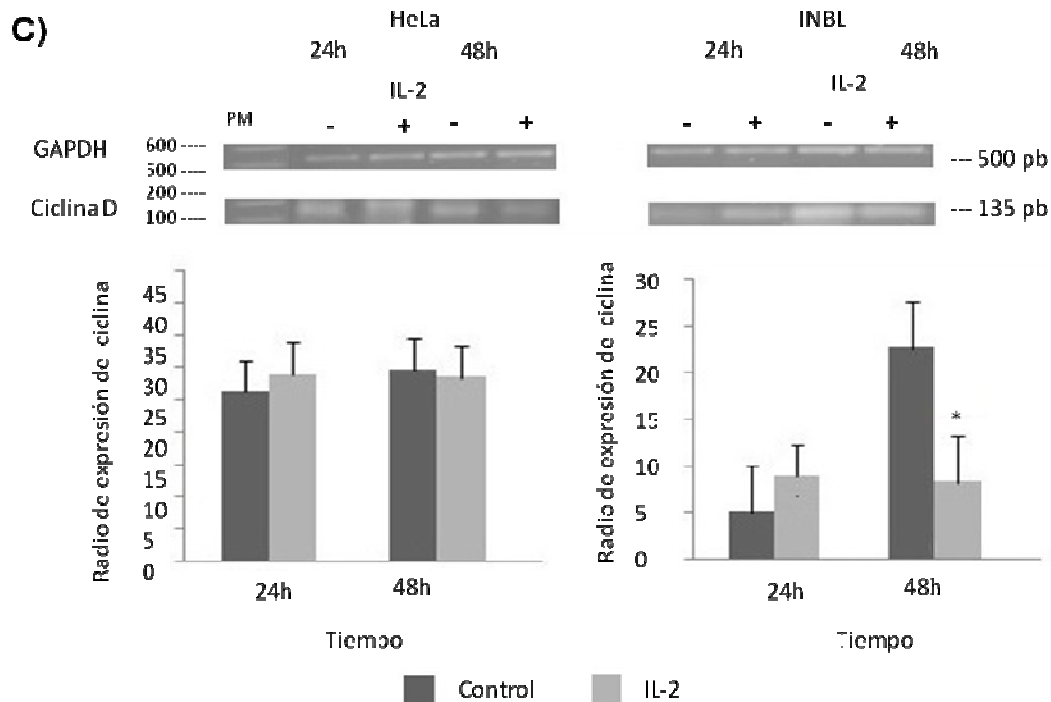 C)
HeLa
INBL
24h 48h
24h 48h
IL-2
IL-2
PM - + - +
- + - +
GAPDH
600 ----
500 ----
--- 500 pb
Ciclina D
200 ----
100 ----
--- 135 pb
Radio de expresión de ciclina
45
40
35
30
25
20
15
10
5
0
24h 48h
Tiempo
Radio de expresión de ciclina
30
25
20
15
10
5
0
*
24h 48h
Tiempo
Control IL-2